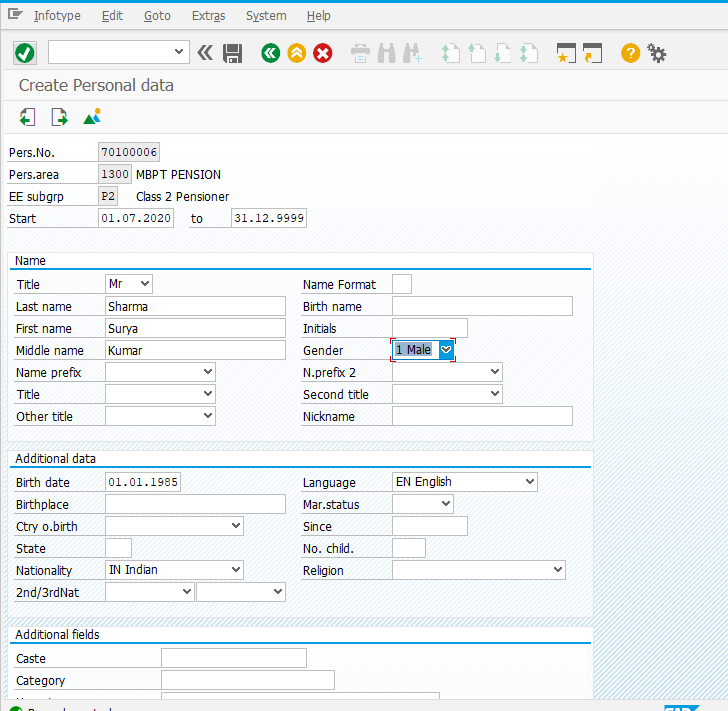 Infotype Edit Goto Extras System Help
Create Personal data
Pers.No. 70100006
Pers.area 1300 MBPT PENSION
EE subgrp P2 Class 2 Pensioner
Start 01.07.2020 to 31.12.9999
Name
Title Mr Name Format
Last name Sharma Birth name
First name Surya Initials
Middle name Kumar Gender 1 Male
Name prefix N.prefix 2
Title Second title
Other title Nickname
Additional data
Birth date 01.01.1985 Language EN English
Birthplace Mar.status
Ctry o.birth Since
State No. child.
Nationality IN Indian Religion
2nd/3rdNat
Additional fields
Caste
Category